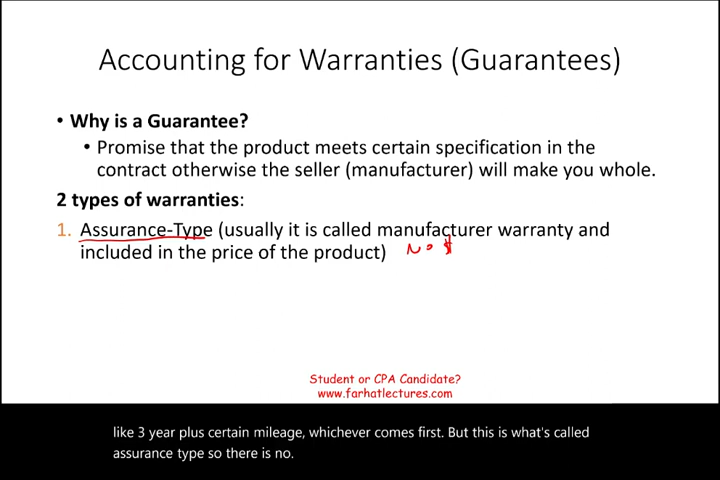 Accounting for Warranties (Guarantees)
• Why is a Guarantee?
• Promise that the product meets certain specification in the
contract otherwise the seller (manufacturer) will make you whole.
2 types of warranties:
1. Assurance-Type (usually it is called manufacturer warranty and
included in the price of the product) No $
Student or CPA Candidate?
www.farhatlectures.com
like 3 year plus certain mileage, whichever comes first. But this is what's called
assurance type so there is no.